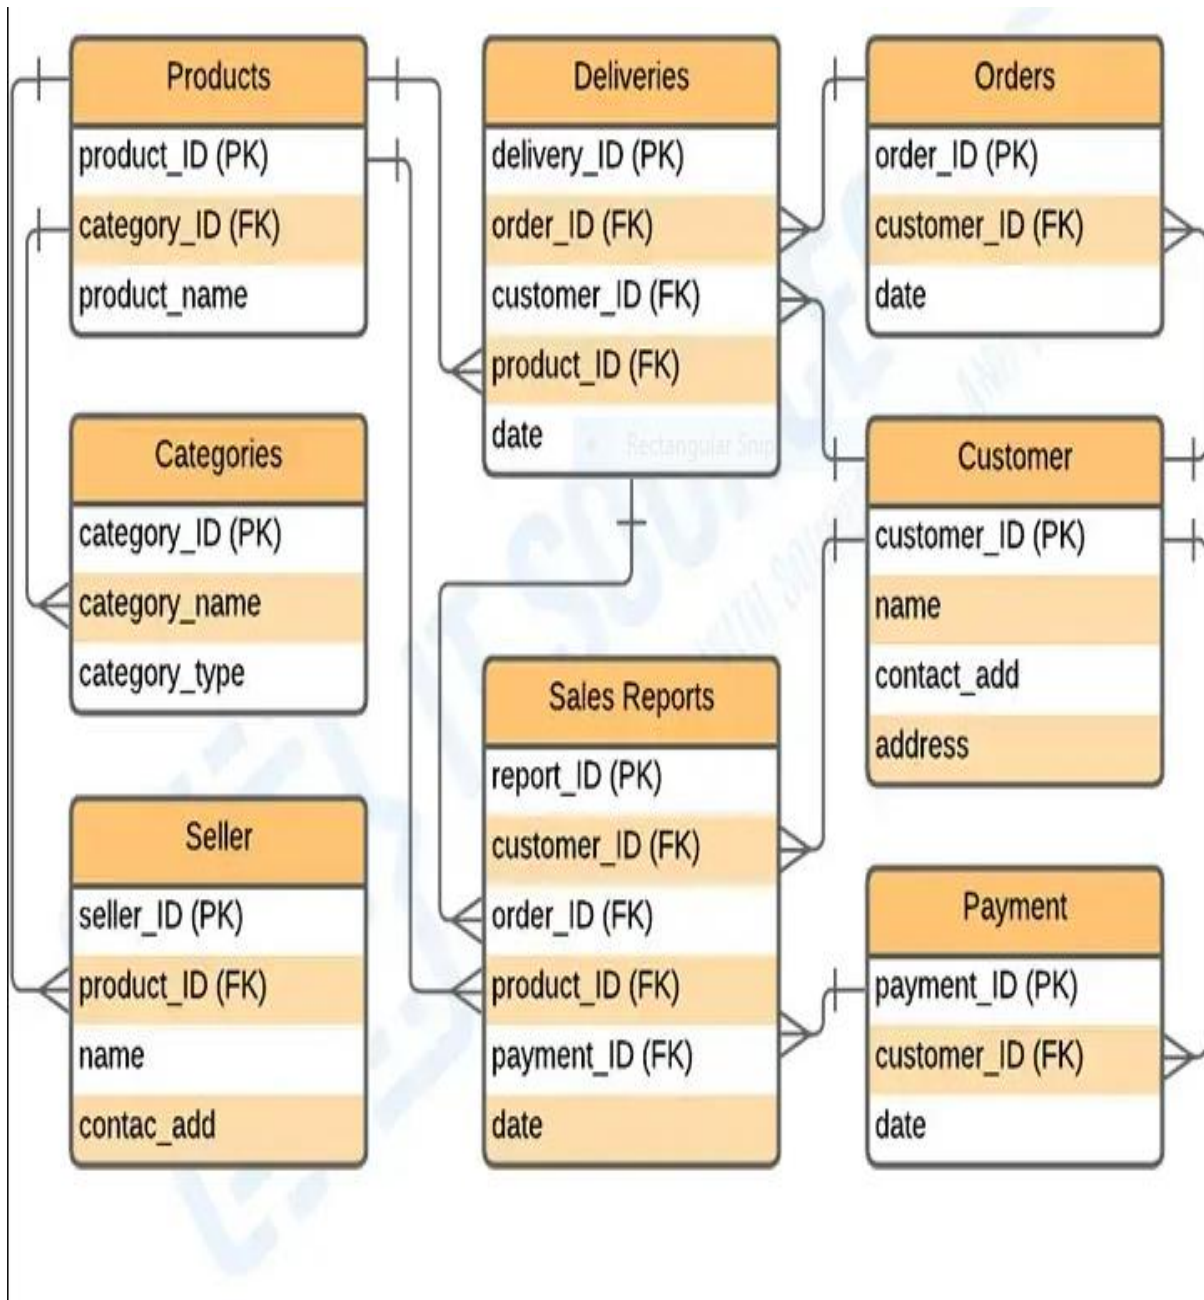 Products
product_ID (PK)
category_ID (FK)
product_name
Categories
category_ID (PK)
category_name
category_type
Seller
seller_ID (PK)
product_ID (FK)
name
contac_add
Deliveries
delivery_ID (PK)
order_ID (FK)
customer_ID (FK)
product_ID (FK)
date
Rectangular Snip
Sales Reports
report_ID (PK)
customer_ID (FK)
order_ID (FK)
product_ID (FK)
payment_ID (FK)
date
Orders
order_ID (PK)
customer_ID (FK)
date
Customer
customer_ID (PK)
name
contact_add
address
Payment
payment_ID (PK)
customer_ID (FK)
date